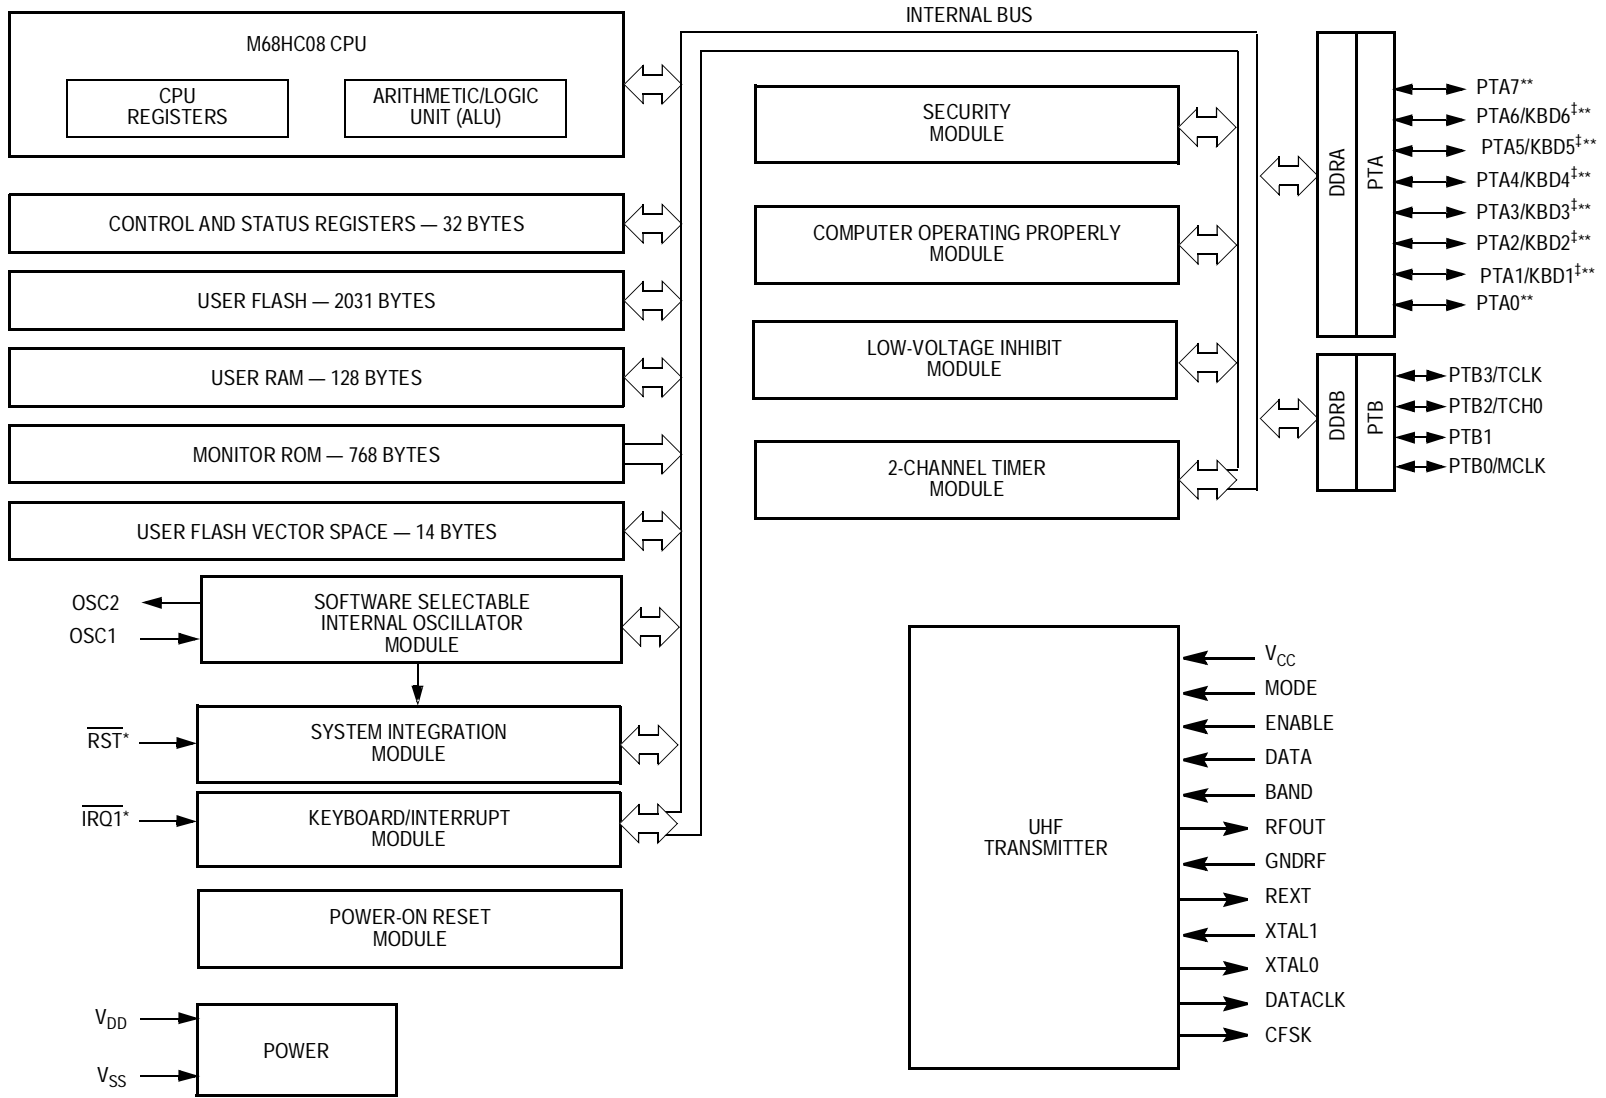 INTERNAL BUS
M68HC08 CPU
CPU
REGISTERS
ARITHMETIC/LOGIC
UNIT (ALU)
CONTROL AND STATUS REGISTERS — 32 BYTES
USER FLASH — 2031 BYTES
USER RAM — 128 BYTES
MONITOR ROM — 768 BYTES
USER FLASH VECTOR SPACE — 14 BYTES
OSC2
OSC1
SOFTWARE SELECTABLE
INTERNAL OSCILLATOR
MODULE
RST*
SYSTEM INTEGRATION
MODULE
IRQ1*
KEYBOARD/INTERRUPT
MODULE
POWER-ON RESET
MODULE
VDD
VSS
POWER
SECURITY
MODULE
COMPUTER OPERATING PROPERLY
MODULE
LOW-VOLTAGE INHIBIT
MODULE
2-CHANNEL TIMER
MODULE
DDRA
PTA
PTA7**
PTA6/KBD6‡**
PTA5/KBD5‡**
PTA4/KBD4‡**
PTA3/KBD3‡**
PTA2/KBD2‡**
PTA1/KBD1‡**
PTA0**
DDRB
PTB
PTB3/TCLK
PTB2/TCH0
PTB1
PTB0/MCLK
UHF
TRANSMITTER
VCC
MODE
ENABLE
DATA
BAND
RFOUT
GNDRF
REXT
XTAL1
XTAL0
DATACLK
CFSK